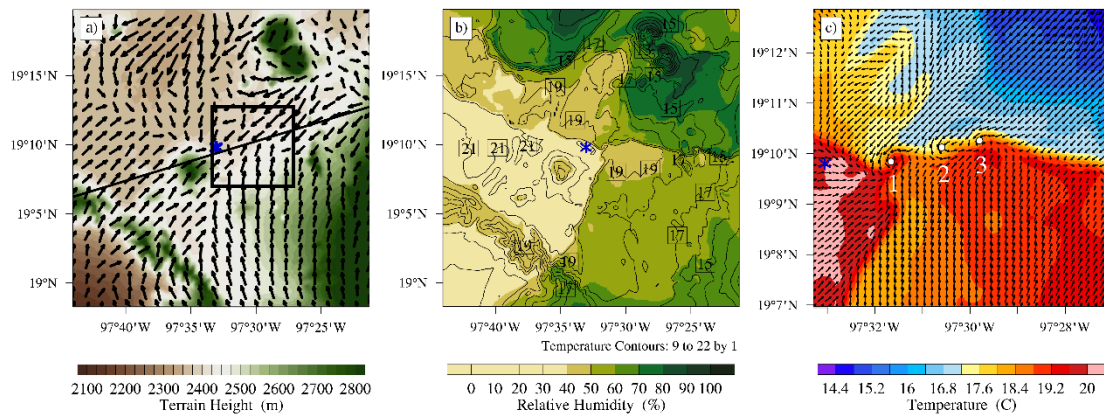 a)
19°15'N
19°10'N
19°5'N
19°N
97°40'W 97°35'W 97°30'W 97°25'W
2100 2200 2300 2400 2500 2600 2700 2800
Terrain Height (m)
b)
15 15 17 17 15 15 19 19
21 21 21 19 19 17 15
17 17 15 19 19 17
97°40'W 97°35'W 97°30'W 97°25'W
Temperature Contours: 9 to 22 by 1
0 10 20 30 40 50 60 70 80 90 100
Relative Humidity (%)
c)
19°12'N
19°11'N
19°10'N
19°9'N
19°8'N
19°7'N
1 2 3
97°32'W 97°30'W 97°28'W
14.4 15.2 16 16.8 17.6 18.4 19.2 20
Temperature (C)